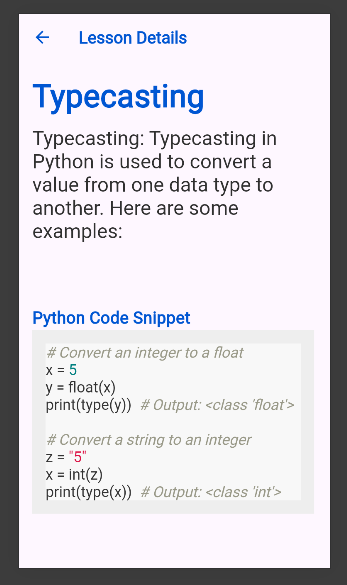 Lesson Details
Typecasting
Typecasting: Typecasting in
Python is used to convert a
value from one data type to
another. Here are some
examples:
Python Code Snippet
# Convert an integer to a float
x = 5
y = float(x)
print(type(y))  # Output: <class 'float'>
# Convert a string to an integer
z = "5"
x = int(z)
print(type(x))  # Output: <class 'int'>